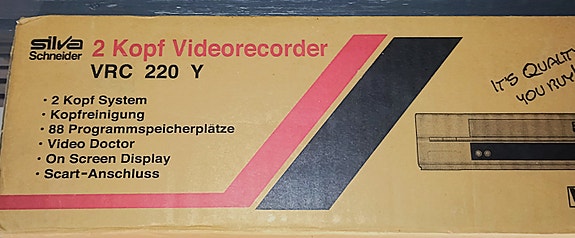 silva
Schneider
2 Kopf Videorecorder
VRC 220 Y
· 2 Kopf System
· Kopfreinigung
· 88 Programmspeicherplätze
· Video Doctor
· On Screen Display
· Scart-Anschluss
IT'S QUALITY
YOU BUY!